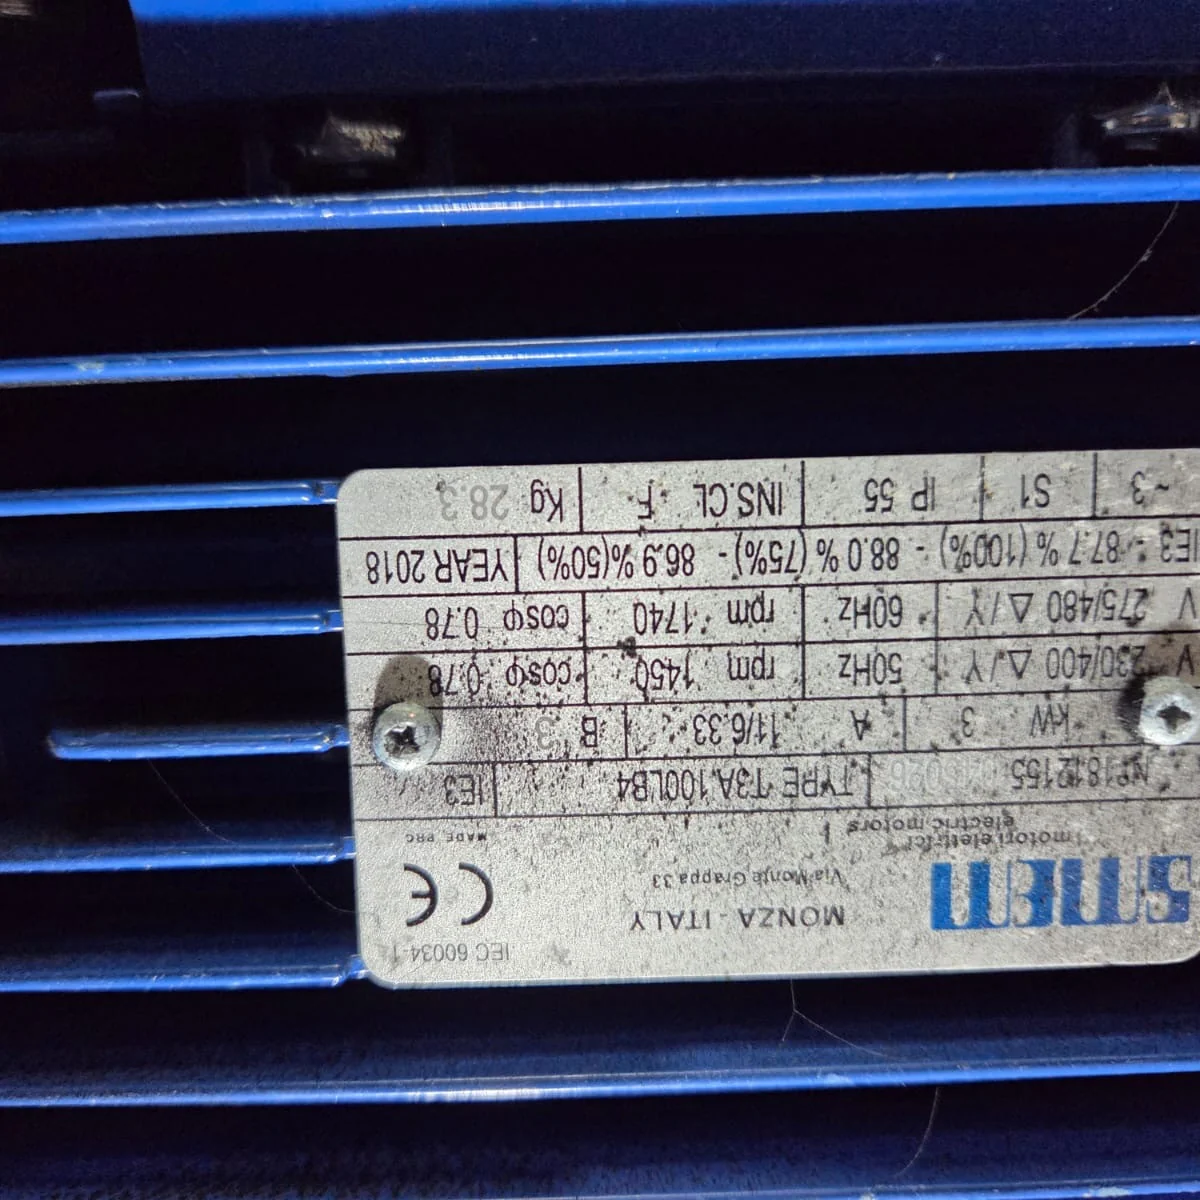 IEC 60034-1
SMEM MONZA - ITALY CE
Via Monte Grappa 33
motori elettrici
electric motors MADE PRC
N° 1812155 TYPE T3A 100LB4 IE3
kW 3 A 11/6.33 B 3
V 230/400 Δ/Y 50Hz rpm 1450 cosφ 0.78
V 275/480 Δ/Y 60Hz rpm 1740 cosφ 0.78
IE3 - 87.7 % (100%) - 88.0 % (75%) - 86.9 % (50%) YEAR 2018
~ 3 S1 IP 55 INS.CL F Kg 28.3